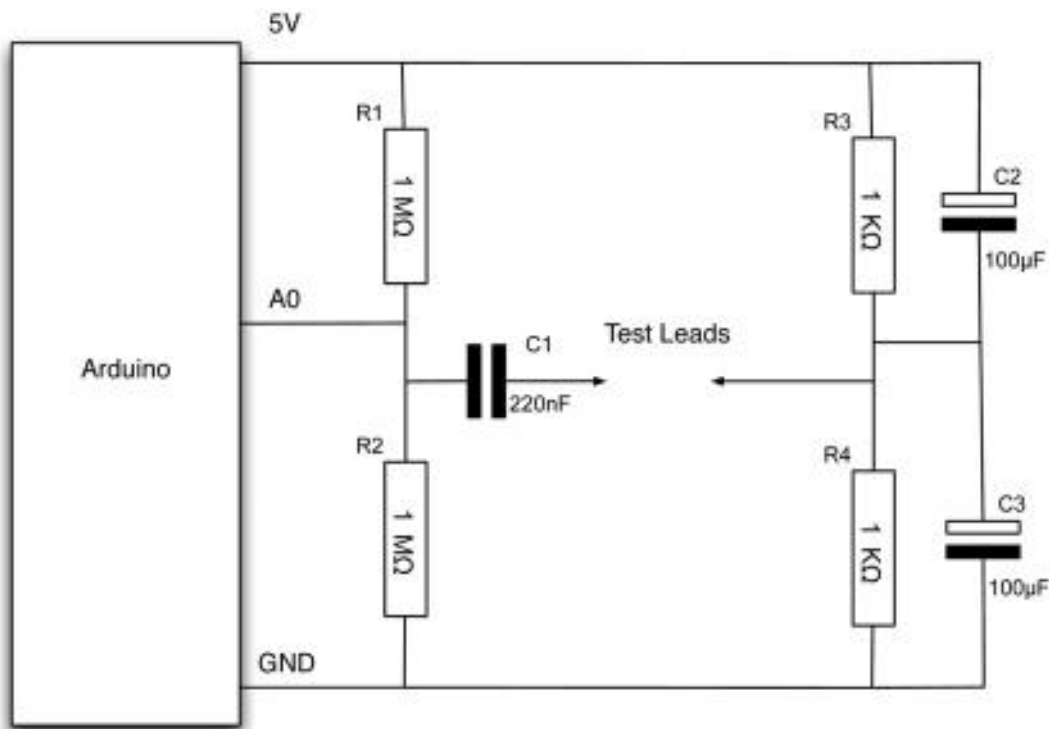 5V
R1
1 MΩ
R3
1 KΩ
C2
100µF
A0
Arduino
C1
220nF
Test Leads
R2
1 MΩ
R4
1 KΩ
C3
100µF
GND